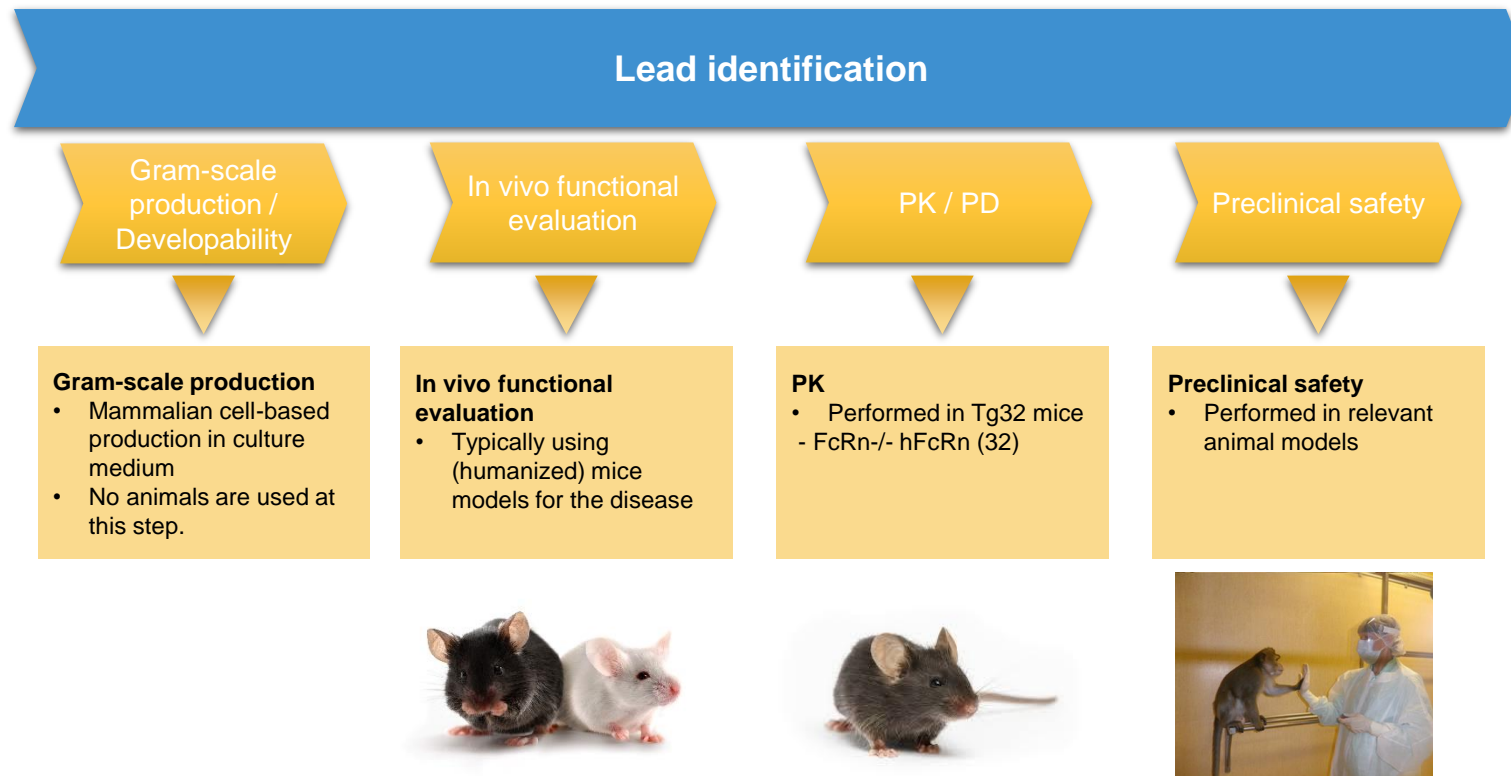 Lead identification
Gram-scale
production /
Developability
In vivo functional
evaluation
PK / PD
Preclinical safety
Gram-scale production
• Mammalian cell-based
production in culture
medium
• No animals are used at
this step.
In vivo functional
evaluation
• Typically using
(humanized) mice
models for the disease
PK
• Performed in Tg32 mice
- FcRn-/- hFcRn (32)
Preclinical safety
• Performed in relevant
animal models